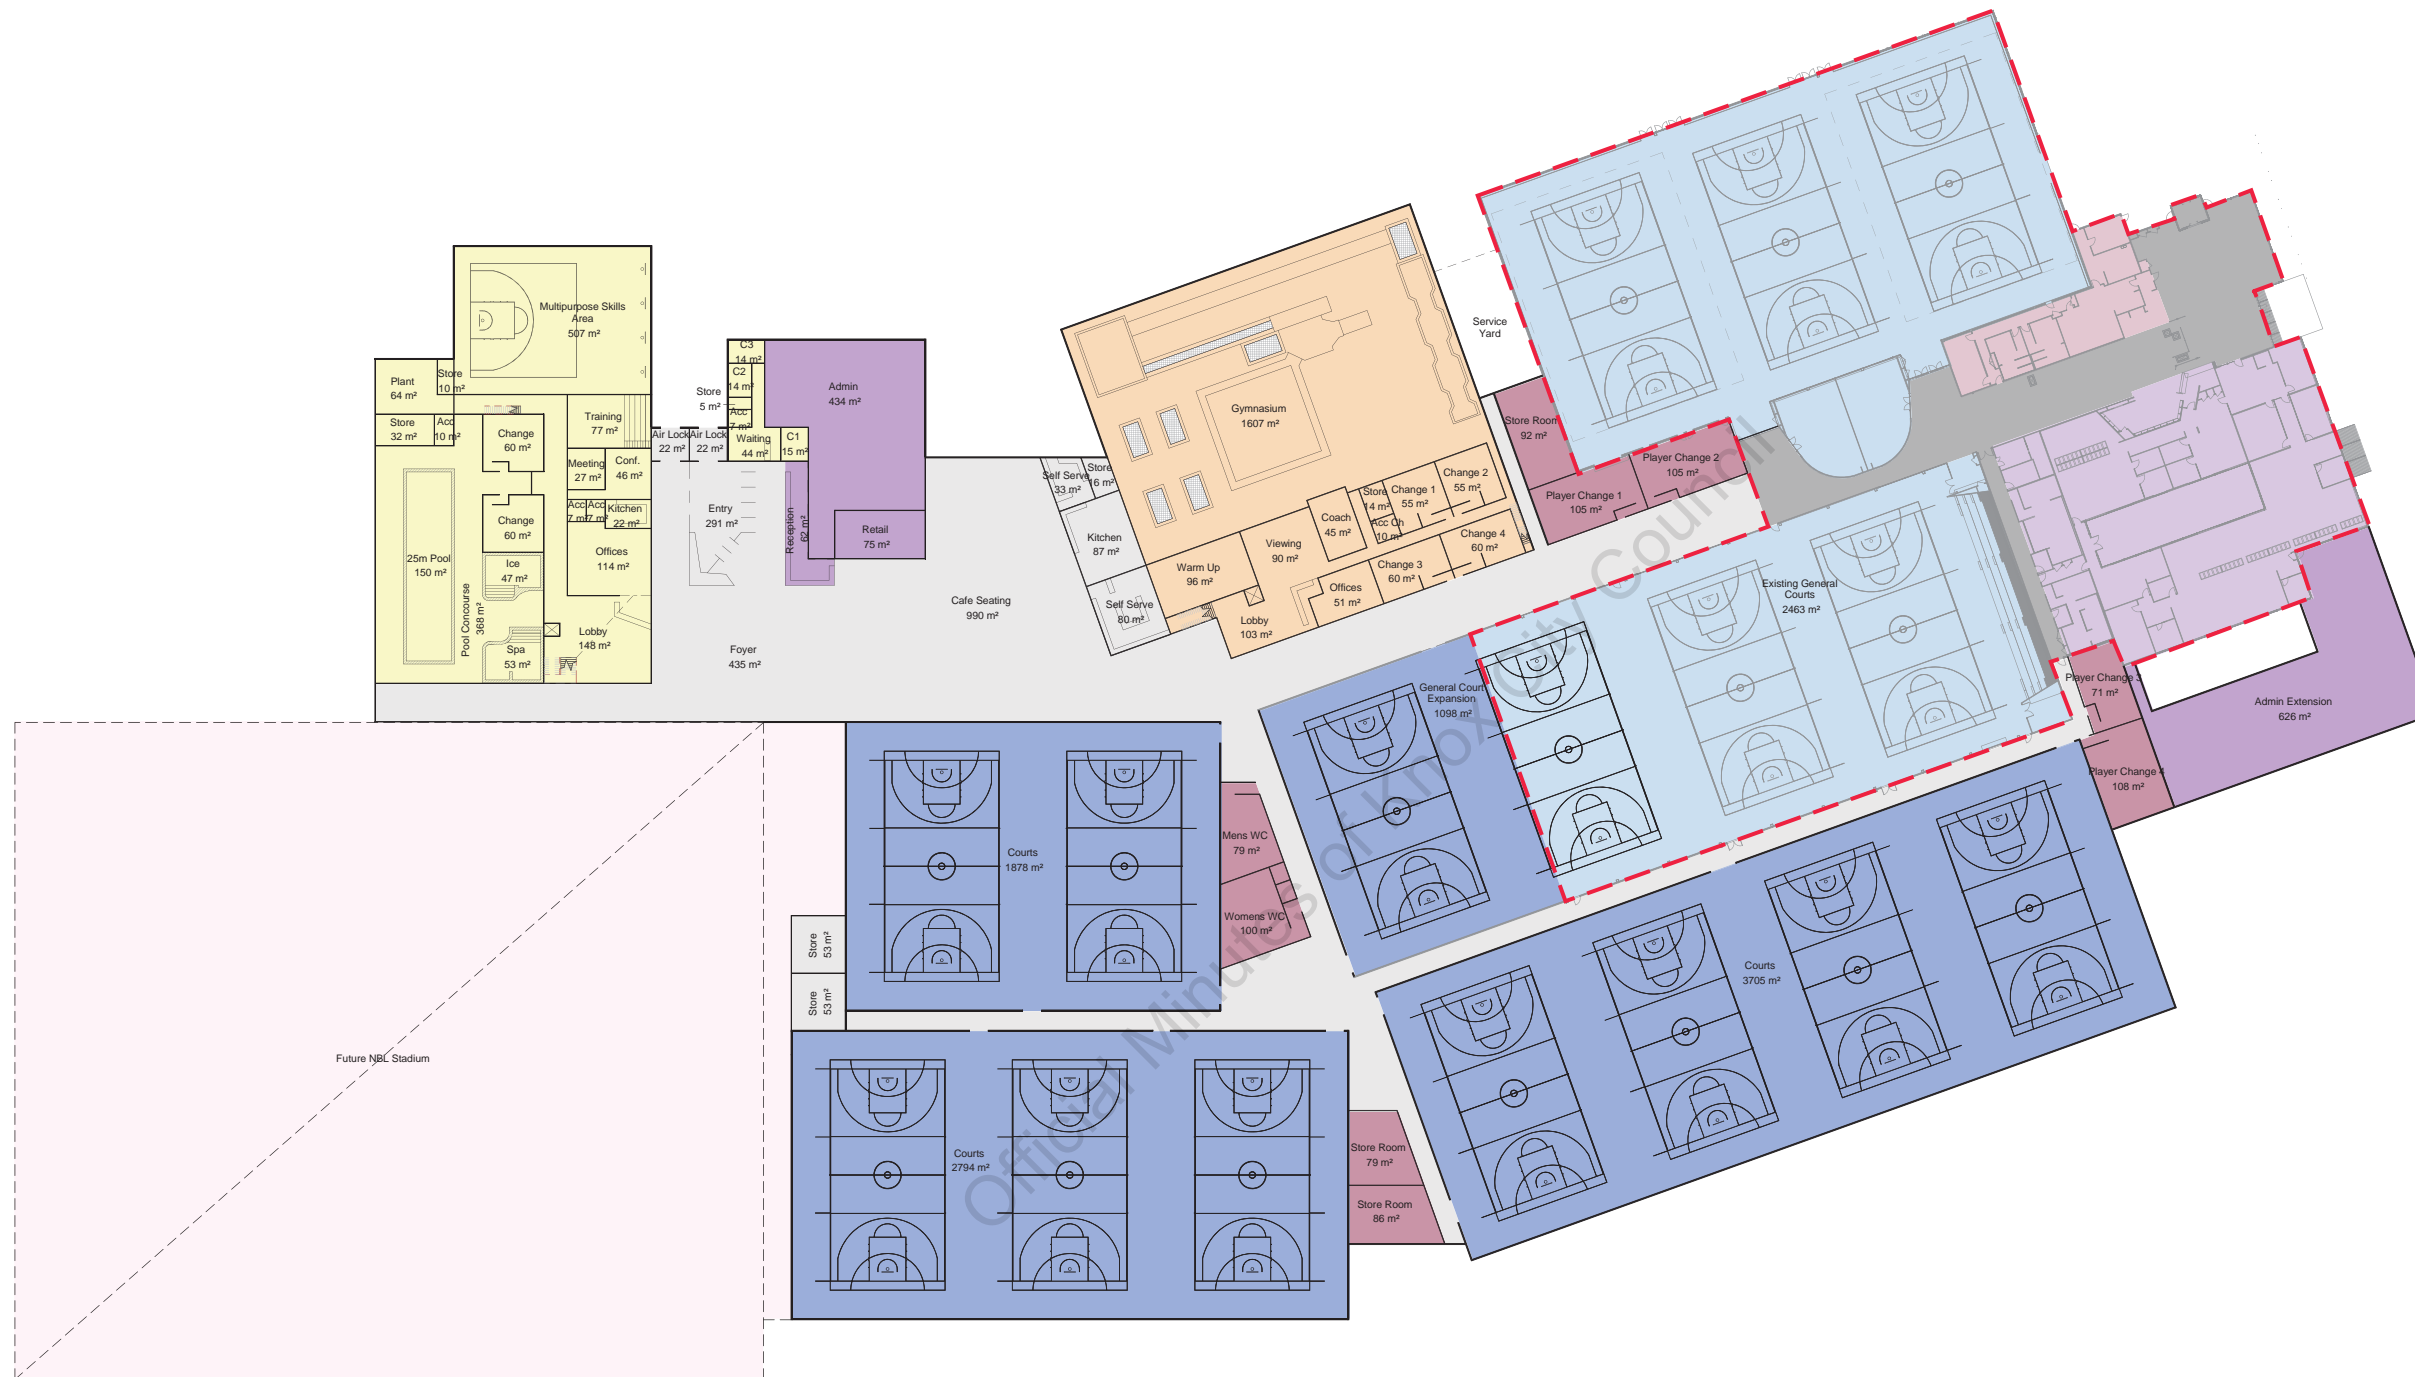 Multipurpose Skills
Area
507 m²
Plant
64 m²
Store
10 m²
Store
32 m²
Acc
10 m²
Change
60 m²
Training
77 m²
Meeting
27 m²
Conf.
46 m²
Acc
7 m²
Acc
7 m²
Kitchen
22 m²
Change
60 m²
25m Pool
150 m²
Pool Concourse
368 m²
Ice
47 m²
Offices
114 m²
Spa
53 m²
Lobby
148 m²
Air Lock
22 m²
Air Lock
22 m²
Store
5 m²
C3
14 m²
C2
14 m²
Acc
7 m²
Waiting
44 m²
C1
15 m²
Admin
434 m²
Entry
291 m²
Reception
62 m²
Retail
75 m²
Foyer
435 m²
Cafe Seating
990 m²
Self Serve
33 m²
Store
16 m²
Kitchen
87 m²
Self Serve
80 m²
Gymnasium
1607 m²
Warm Up
96 m²
Viewing
90 m²
Coach
45 m²
Store
14 m²
Change 1
55 m²
Change 2
55 m²
Acc Ch
10 m²
Change 3
60 m²
Change 4
60 m²
Offices
51 m²
Lobby
103 m²
Service
Yard
Store Room
92 m²
Player Change 1
105 m²
Player Change 2
105 m²
Existing General
Courts
2463 m²
General Court
Expansion
1098 m²
Player Change 3
71 m²
Player Change 4
108 m²
Admin Extension
626 m²
Courts
1878 m²
Mens WC
79 m²
Womens WC
100 m²
Store
53 m²
Store
53 m²
Courts
3705 m²
Future NBL Stadium
Courts
2794 m²
Store Room
79 m²
Store Room
86 m²
Official Minutes of Knox City Council